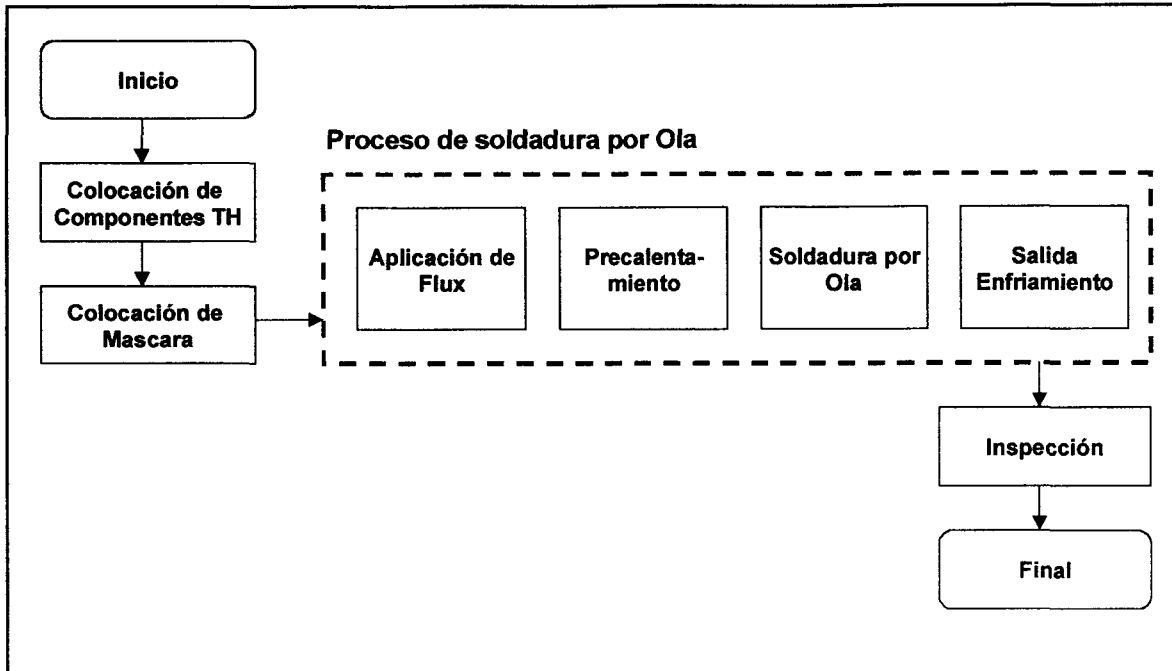 Inicio
Colocación de
Componentes TH
Colocación de
Mascara
Proceso de soldadura por Ola
Aplicación de
Flux
Precalenta-
miento
Soldadura por
Ola
Salida
Enfriamiento
Inspección
Final